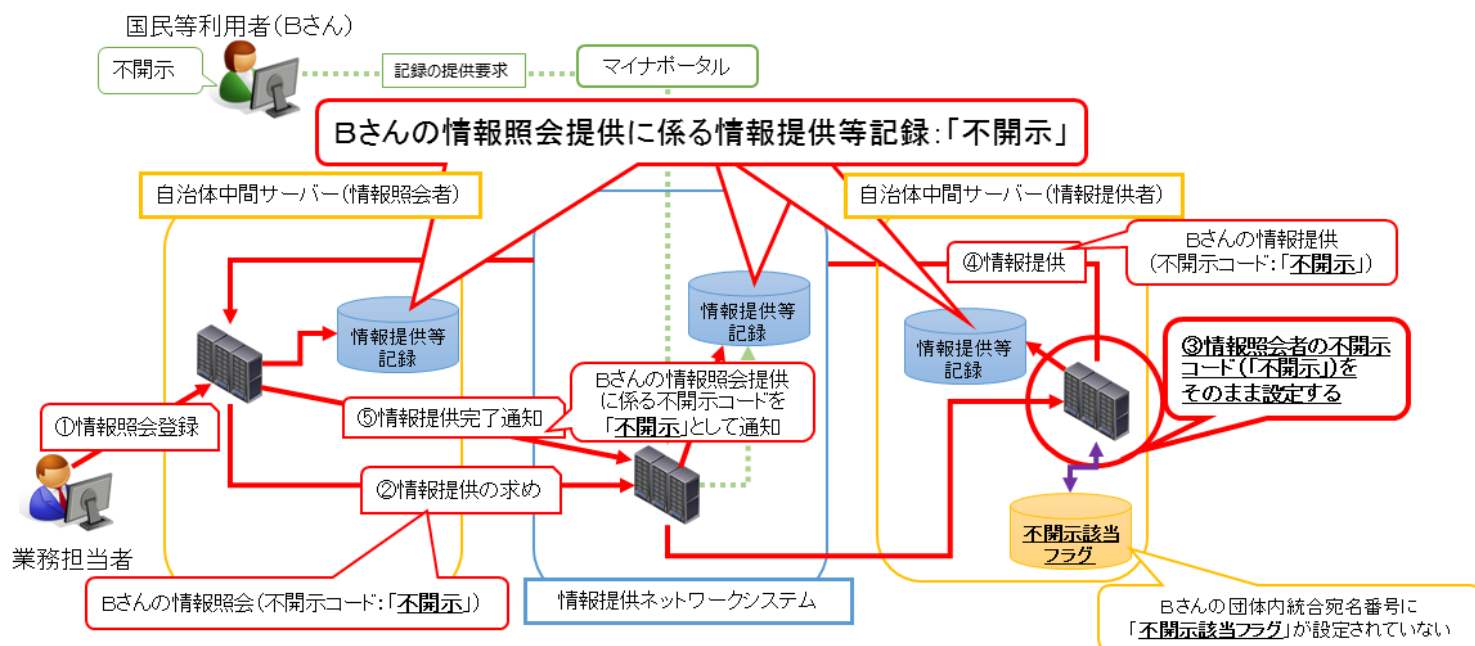 国民等利用者(Bさん)
不開示
記録の提供要求
マイナポータル
Bさんの情報照会提供に係る情報提供等記録:「不開示」
自治体中間サーバー(情報照会者)
自治体中間サーバー(情報提供者)
Bさんの情報提供
(不開示コード:「不開示」)
④情報提供
情報提供等
記録
情報提供等
記録
情報提供等
記録
③情報照会者の不開示
コード(「不開示」)を
そのまま設定する
Bさんの情報照会提供
に係る不開示コードを
「不開示」として通知
①情報照会登録
⑤情報提供完了通知
②情報提供の求め
不開示該当
フラグ
業務担当者
Bさんの情報照会(不開示コード:「不開示」)
情報提供ネットワークシステム
Bさんの団体内統合宛名番号に
「不開示該当フラグ」が設定されていない